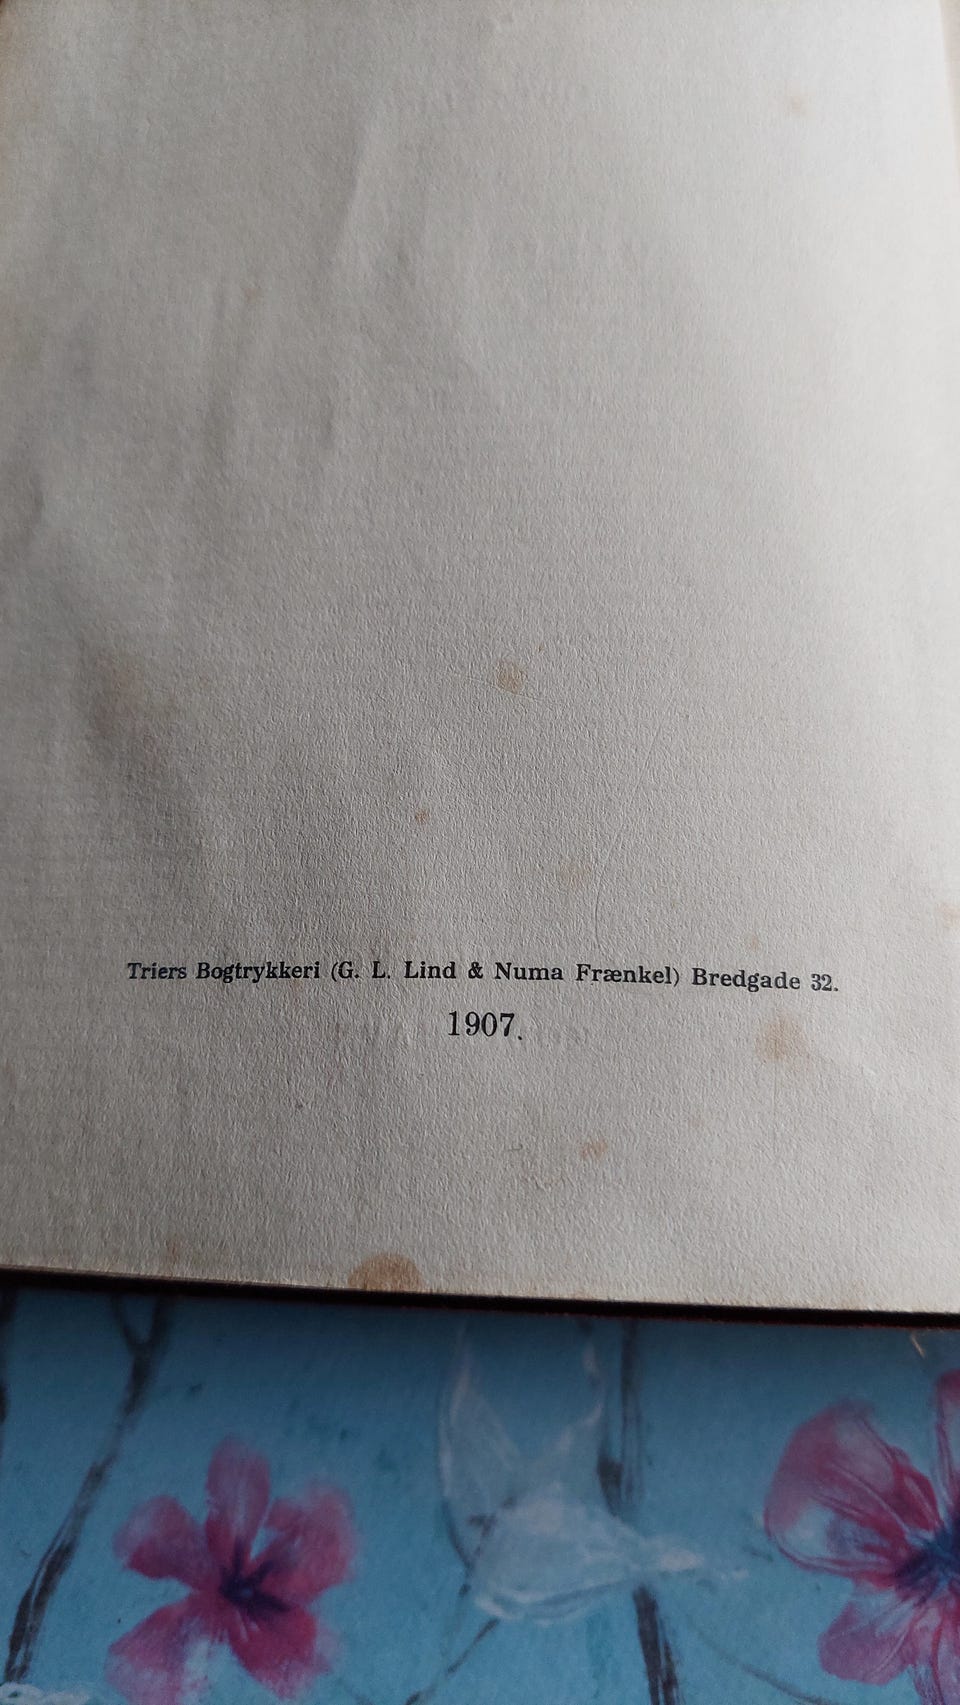 Triers Bogtrykkeri (G. L. Lind & Numa Frænkel) Bredgade 32.
1907.